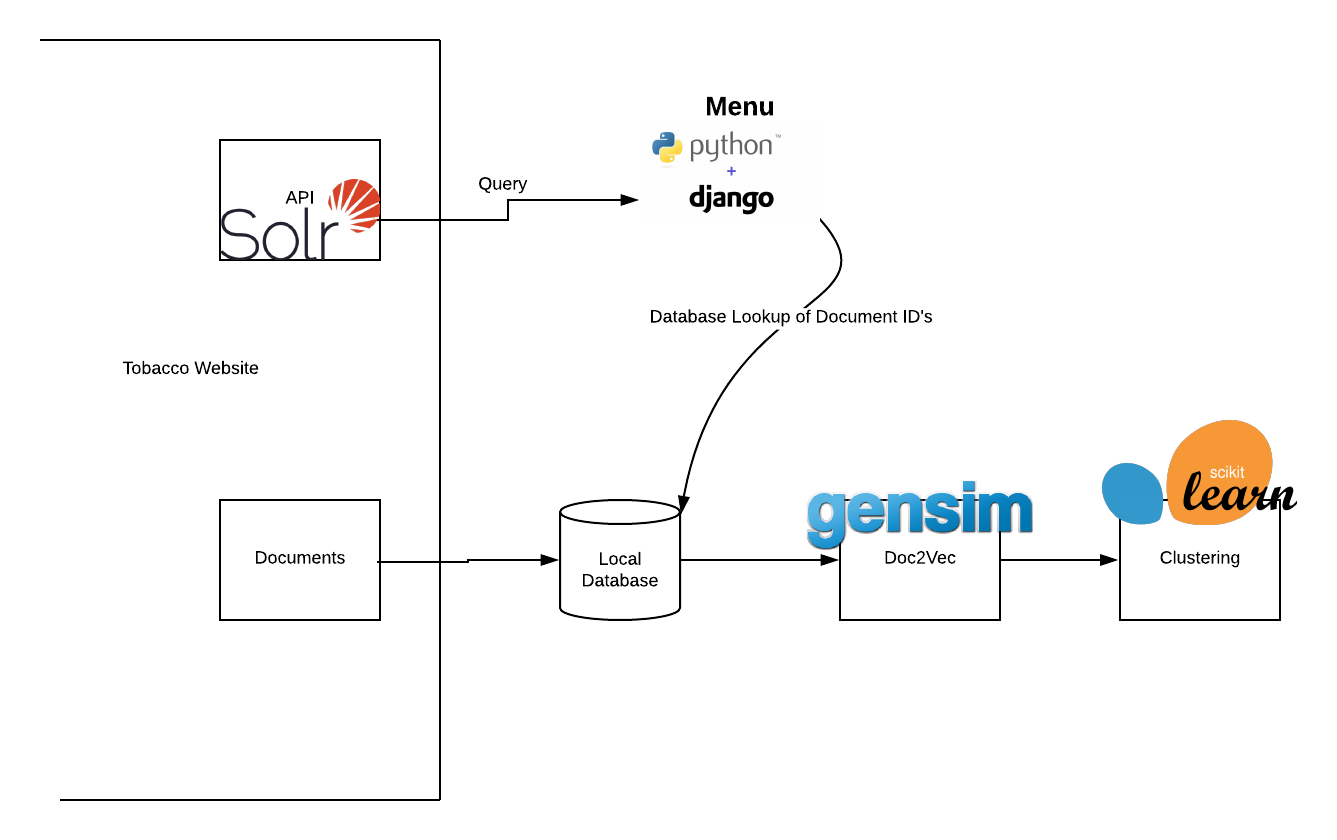 Menu
python™
+
django
API
Solr
Query
Database Lookup of Document ID's
Tobacco Website
scikit
learn
gensim
Documents
Local
Database
Doc2Vec
Clustering